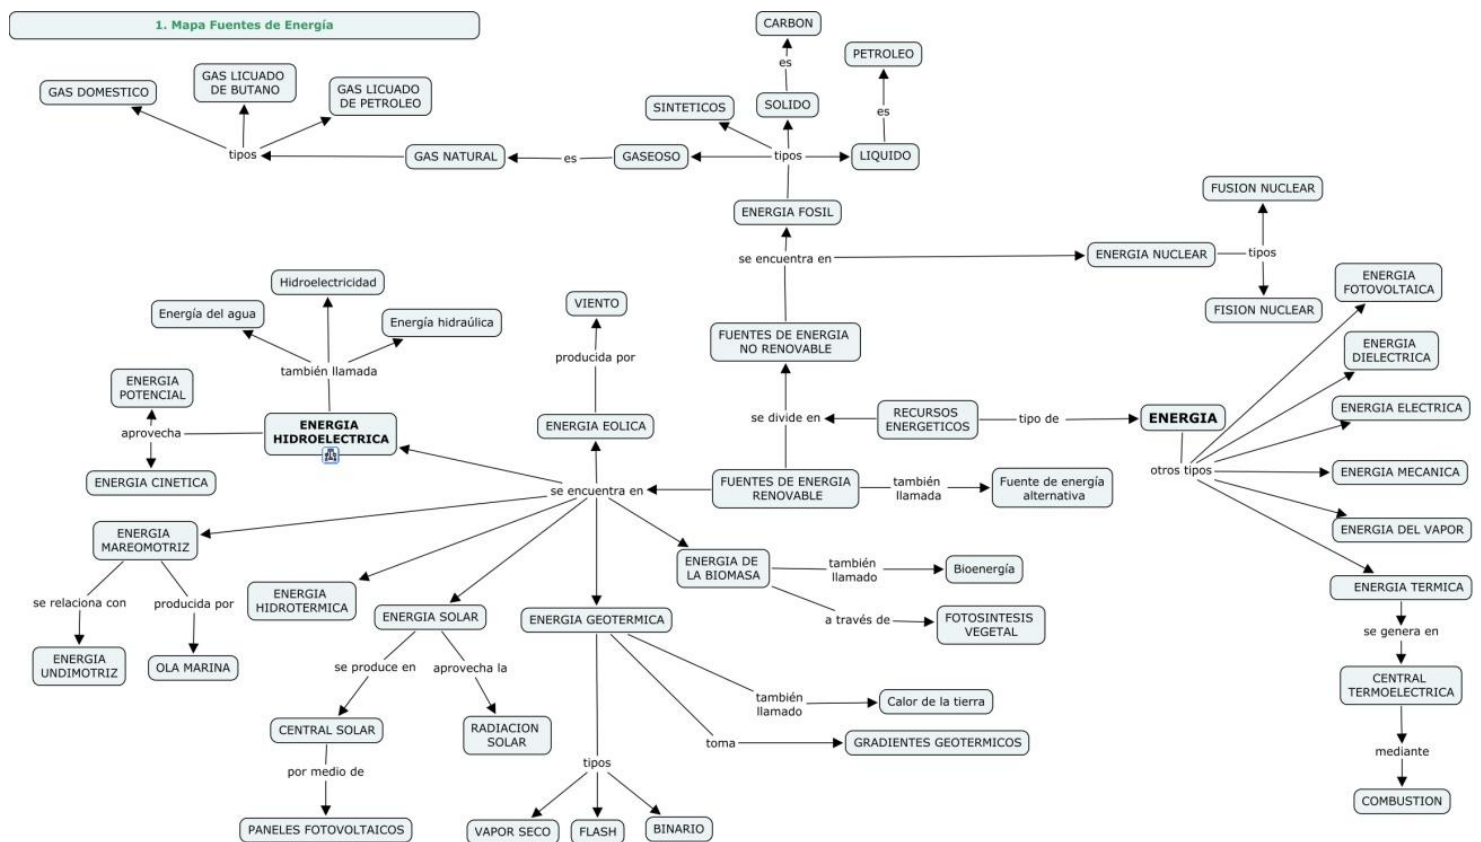 1. Mapa Fuentes de Energía
CARBON
es
PETROLEO
es
GAS DOMESTICO
GAS LICUADO
DE BUTANO
GAS LICUADO
DE PETROLEO
SINTETICOS
SOLIDO
tipos
GAS NATURAL
es
GASEOSO
tipos
LIQUIDO
ENERGIA FOSIL
se encuentra en
ENERGIA NUCLEAR
tipos
FUSION NUCLEAR
FISION NUCLEAR
FUENTES DE ENERGIA
NO RENOVABLE
se divide en
RECURSOS
ENERGETICOS
tipo de
ENERGIA
otros tipos
ENERGIA
FOTOVOLTAICA
ENERGIA
DIELECTRICA
ENERGIA ELECTRICA
ENERGIA MECANICA
ENERGIA DEL VAPOR
ENERGIA TERMICA
se genera en
CENTRAL
TERMOELECTRICA
mediante
COMBUSTION
FUENTES DE ENERGIA
RENOVABLE
también
llamada
Fuente de energía
alternativa
se encuentra en
Hidroelectricidad
Energía del agua
Energía hidraúlica
también llamada
ENERGIA
HIDROELECTRICA
aprovecha
ENERGIA
POTENCIAL
ENERGIA CINETICA
VIENTO
producida por
ENERGIA EOLICA
ENERGIA
MAREOMOTRIZ
se relaciona con
producida por
ENERGIA
UNDIMOTRIZ
OLA MARINA
ENERGIA
HIDROTERMICA
ENERGIA SOLAR
se produce en
aprovecha la
CENTRAL SOLAR
RADIACION
SOLAR
por medio de
PANELES FOTOVOLTAICOS
ENERGIA GEOTERMICA
tipos
VAPOR SECO
FLASH
BINARIO
toma
GRADIENTES GEOTERMICOS
también
llamado
Calor de la tierra
ENERGIA DE
LA BIOMASA
también
llamado
Bioenergía
a través de
FOTOSINTESIS
VEGETAL